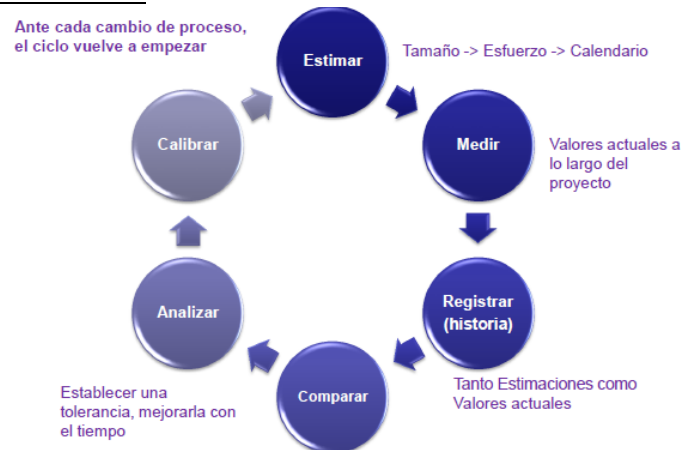 Ante cada cambio de proceso,
el ciclo vuelve a empezar
Estimar
Tamaño -> Esfuerzo -> Calendario
Medir
Valores actuales a
lo largo del
proyecto
Registrar
(historia)
Tanto Estimaciones como
Valores actuales
Comparar
Analizar
Establecer una
tolerancia, mejorarla con
el tiempo
Calibrar